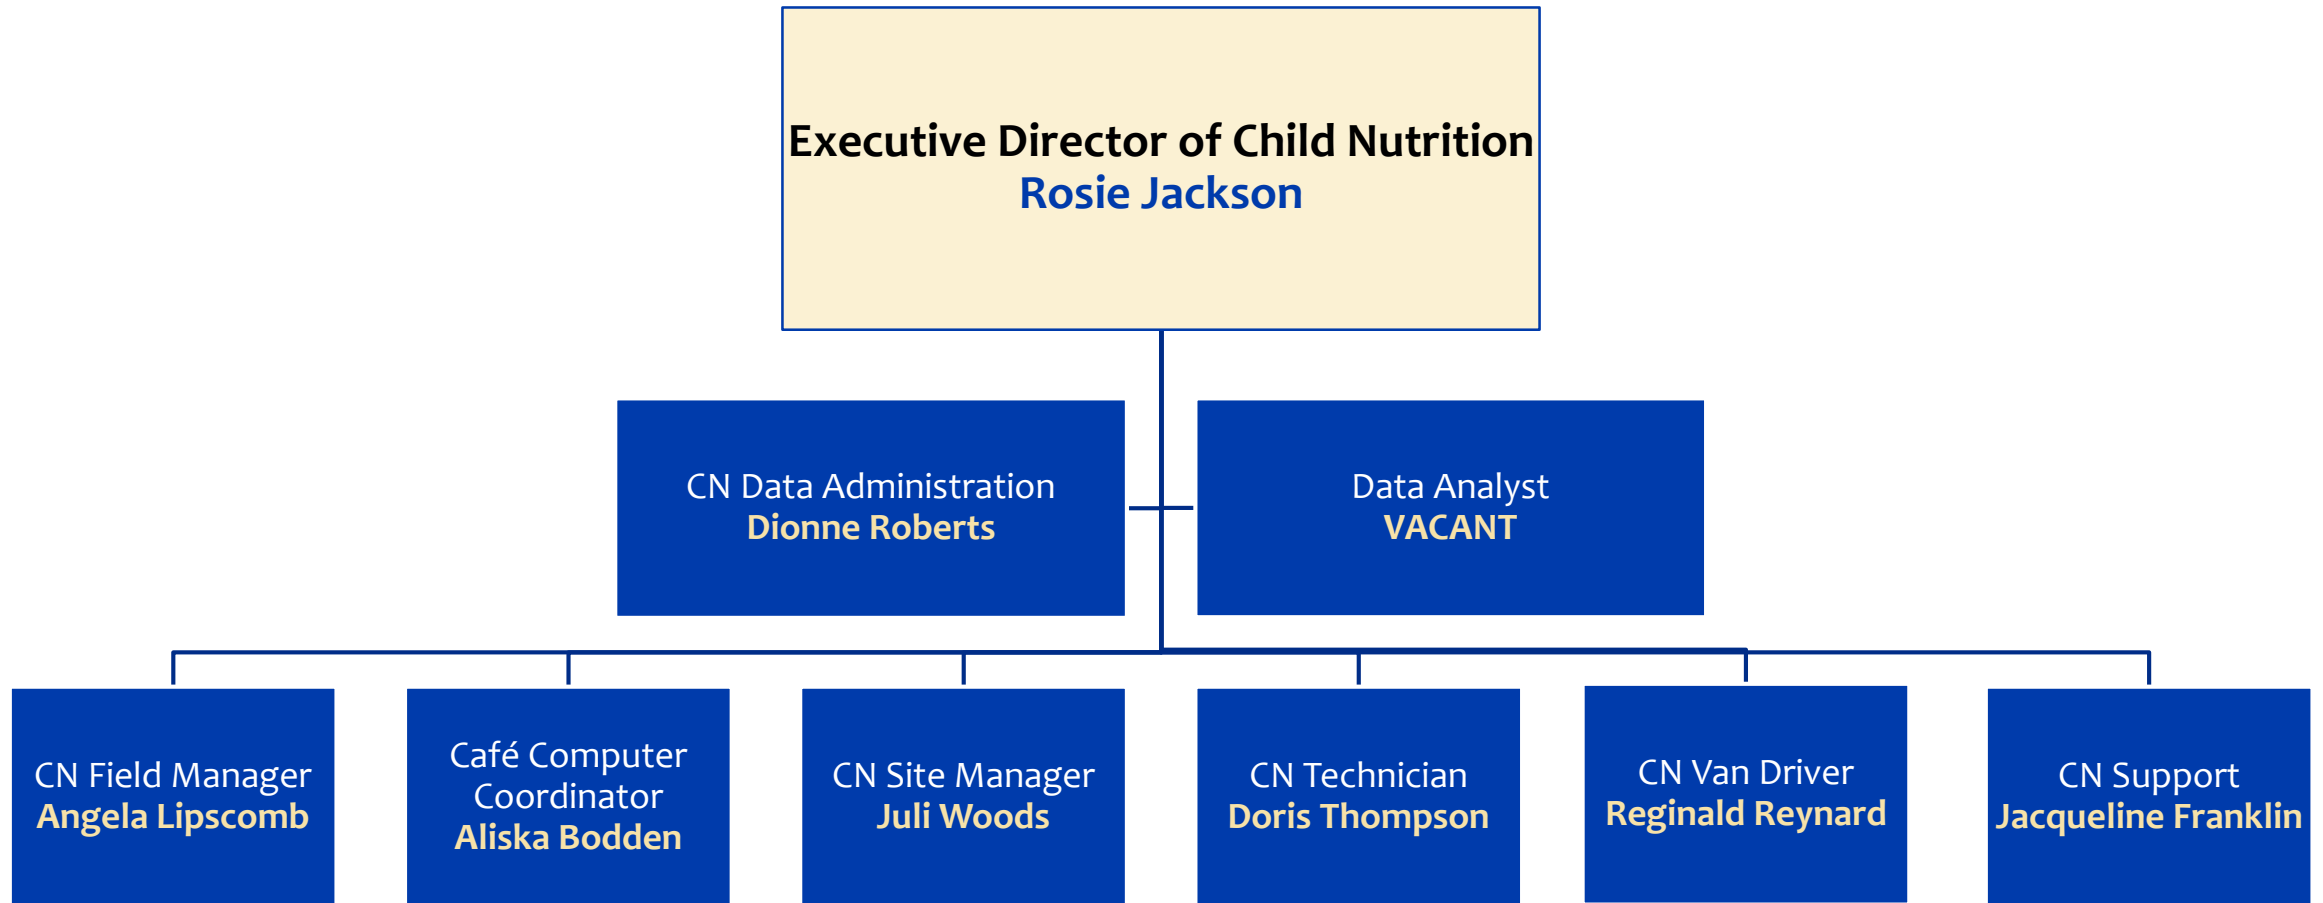 Executive Director of Child Nutrition
Rosie Jackson
CN Data Administration
Dionne Roberts
Data Analyst
VACANT
CN Field Manager
Angela Lipscomb
Café Computer
Coordinator
Aliska Bodden
CN Site Manager
Juli Woods
CN Technician
Doris Thompson
CN Van Driver
Reginald Reynard
CN Support
Jacqueline Franklin